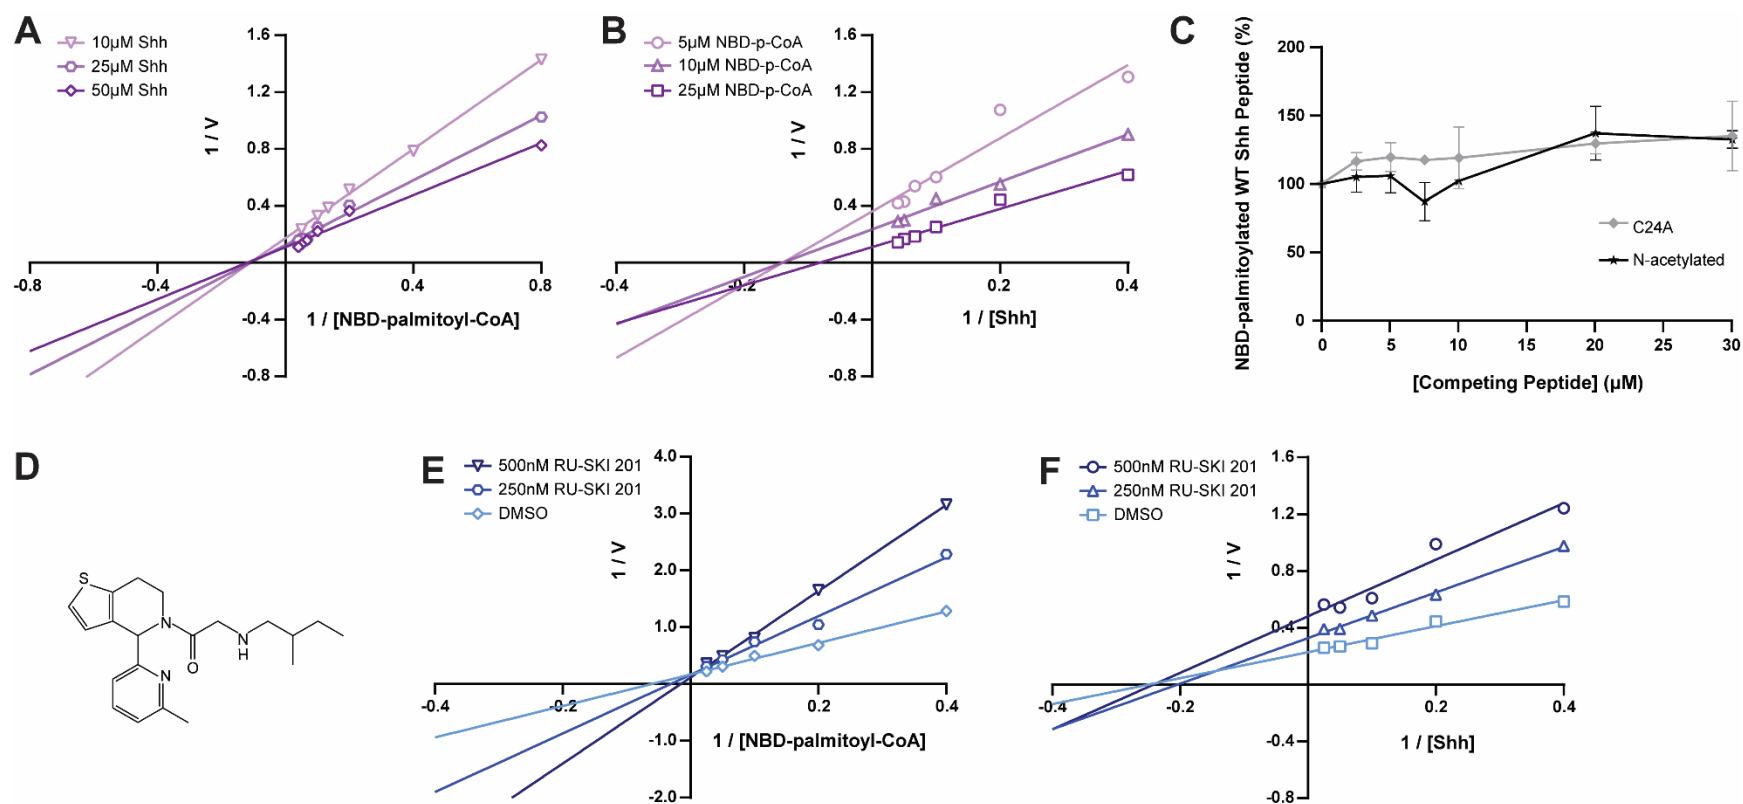 A
10µM Shh
25µM Shh
50µM Shh
1.6
1.2
0.8
0.4
-0.4
-0.8
-0.8
-0.4
0.4
0.8
1 / V
1 / [NBD-palmitoyl-CoA]
B
5µM NBD-p-CoA
10µM NBD-p-CoA
25µM NBD-p-CoA
1.6
1.2
0.8
0.4
-0.4
-0.8
-0.4
-0.2
0.2
0.4
1 / V
1 / [Shh]
C
NBD-palmitoylated WT Shh Peptide (%)
200
150
100
50
0
0 5 10 15 20 25 30
[Competing Peptide] (µM)
C24A
N-acetylated
D
S
N
O
N
H
N
E
500nM RU-SKI 201
250nM RU-SKI 201
DMSO
4.0
3.0
2.0
1.0
-1.0
-2.0
-0.4
-0.2
0.2
0.4
1 / V
1 / [NBD-palmitoyl-CoA]
F
500nM RU-SKI 201
250nM RU-SKI 201
DMSO
1.6
1.2
0.8
0.4
-0.4
-0.8
-0.4
-0.2
0.2
0.4
1 / V
1 / [Shh]